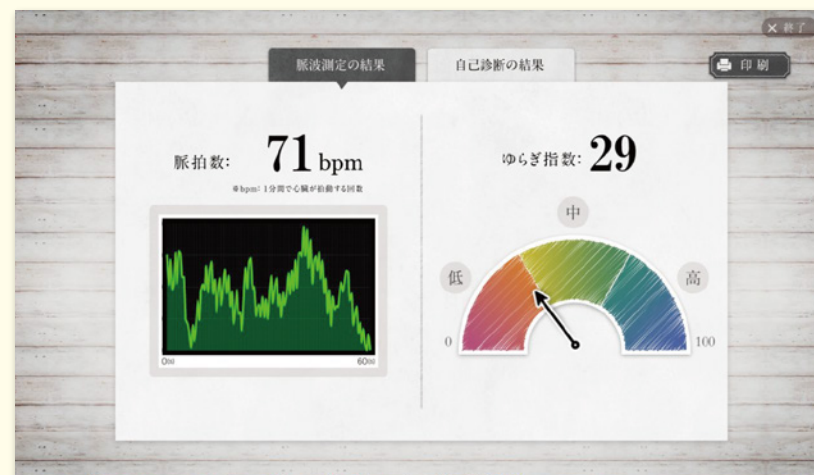 × 終了
脈波測定の結果
自己診断の結果
印刷
脈拍数: 71 bpm
※bpm: 1分間で心臓が拍動する回数
0秒
60秒
ゆらぎ指数: 29
中
低
高
0
100